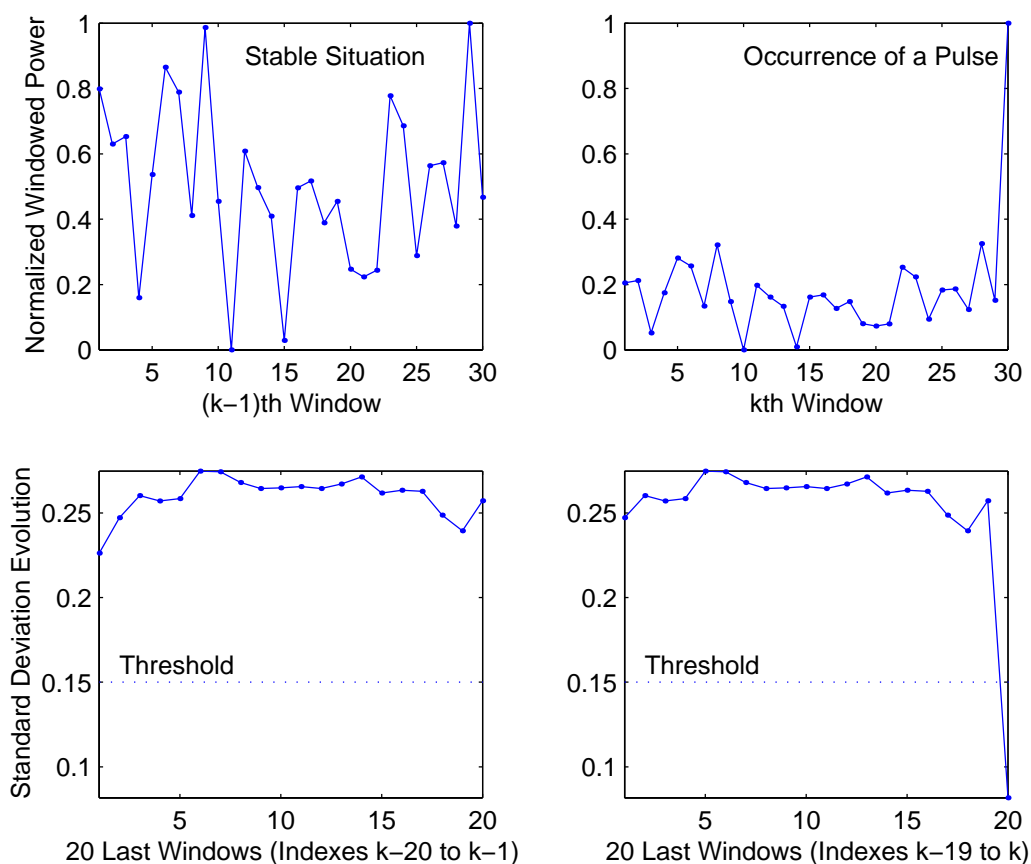 Stable Situation
Normalized Windowed Power
1
0.8
0.6
0.4
0.2
0
5 10 15 20 25 30
(k−1)th Window
Occurrence of a Pulse
1
0.8
0.6
0.4
0.2
0
5 10 15 20 25 30
kth Window
Standard Deviation Evolution
0.25
0.2
0.15
0.1
Threshold
5 10 15 20
20 Last Windows (Indexes k−20 to k−1)
0.25
0.2
0.15
0.1
Threshold
5 10 15 20
20 Last Windows (Indexes k−19 to k)